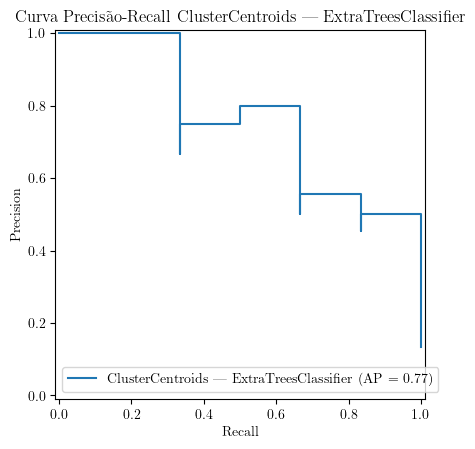 Curva Precisão-Recall ClusterCentroids — ExtraTreesClassifier
1.0
0.8
0.6
0.4
0.2
0.0
Precision
ClusterCentroids — ExtraTreesClassifier (AP = 0.77)
0.0 0.2 0.4 0.6 0.8 1.0
Recall